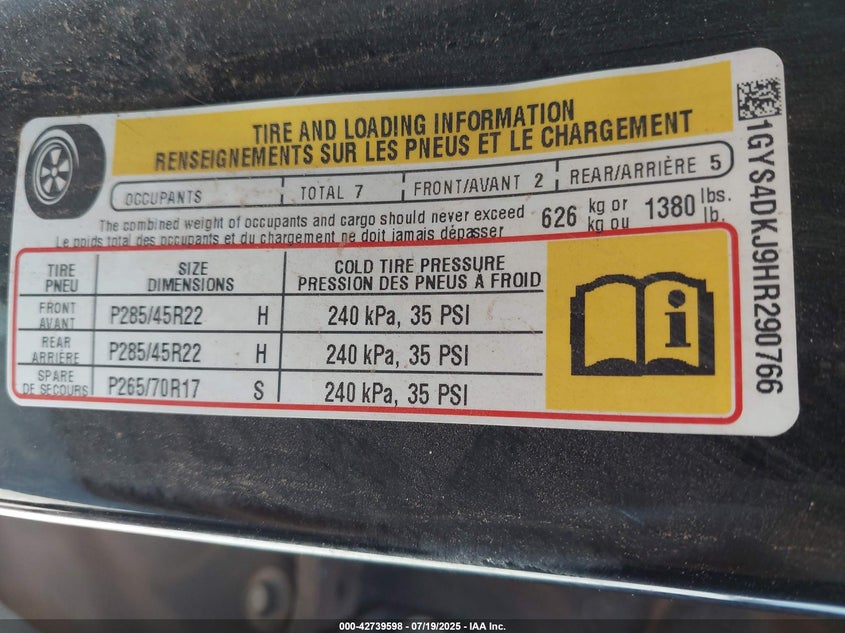 TIRE AND LOADING INFORMATION
RENSEIGNEMENTS SUR LES PNEUS ET LE CHARGEMENT
OCCUPANTS TOTAL 7 FRONT/AVANT 2 REAR/ARRIÈRE 5
The combined weight of occupants and cargo should never exceed 626 kg or 1380 lbs.
Le poids total des occupants et du chargement ne doit jamais dépasser kg ou lb.
TIRE SIZE COLD TIRE PRESSURE
PNEU DIMENSIONS PRESSION DES PNEUS À FROID
FRONT
AVANT P285/45R22 H 240 kPa, 35 PSI
REAR
ARRIÈRE P285/45R22 H 240 kPa, 35 PSI
SPARE
DE SECOURS P265/70R17 S 240 kPa, 35 PSI
i
1GYS4DKJ9HR290766
000-42739598 - 07/19/2025 - IAA Inc.